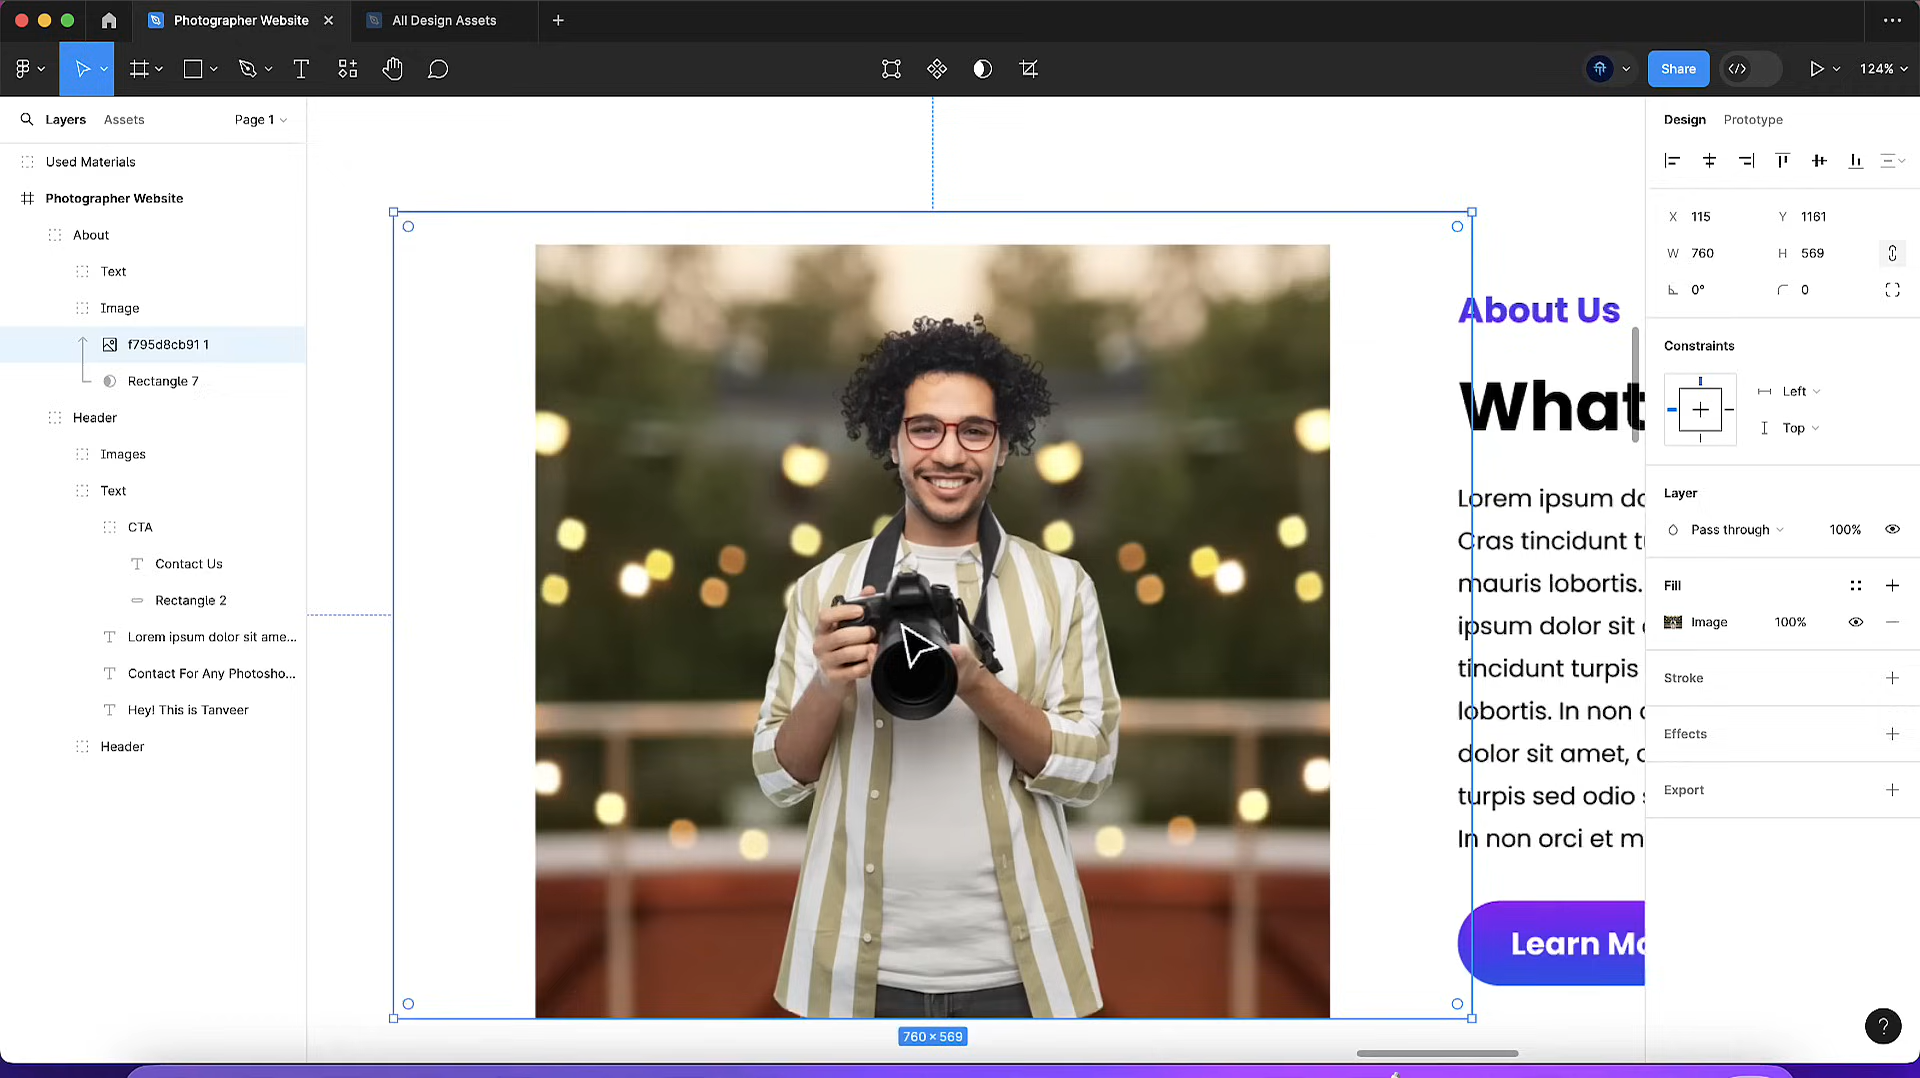 Photographer Website
All Design Assets
Share
124%
Layers
Assets
Page 1
Used Materials
Photographer Website
About
Text
Image
f795d8cb91 1
Rectangle 7
Header
Images
Text
CTA
Contact Us
Rectangle 2
Lorem ipsum dolor sit ame...
Contact For Any Photosho...
Hey! This is Tanveer
Header
About Us
What
Lorem ipsum do
Cras tincidunt tu
mauris lobortis.
ipsum dolor sit
tincidunt turpis
lobortis. In non
dolor sit amet,
turpis sed odio
In non orci et m
Learn Mo
760 × 569
Design
Prototype
X 115
Y 1161
W 760
H 569
0°
0
Constraints
Left
Top
Layer
Pass through
100%
Fill
Image
100%
Stroke
Effects
Export
?